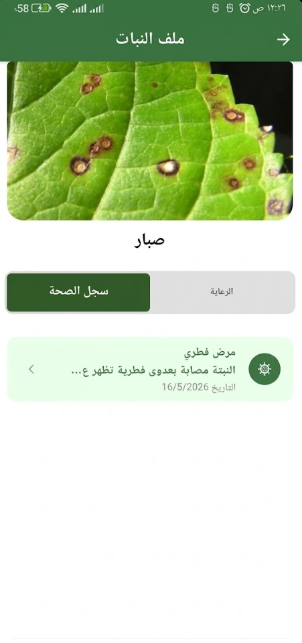 58
١٢:٢٦ ص
ملف النبات
صبار
الرعاية
سجل الصحة
مرض فطري
النبتة مصابة بعدوى فطرية تظهر ع...
التاريخ 16/5/2026